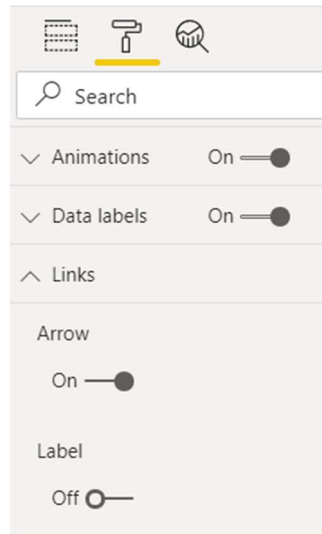 Search
Animations On
Data labels On
Links
Arrow
On
Label
Off